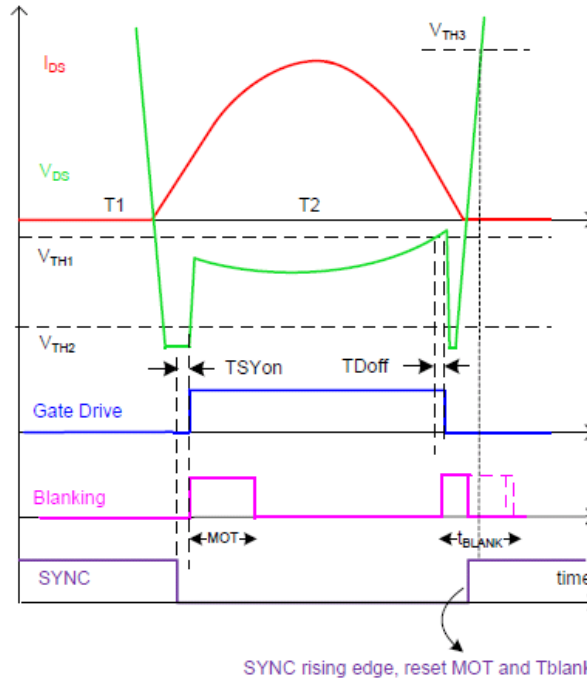 VTH3
IDS
VDS
T1
T2
VTH1
VTH2
TSYon
TDoff
Gate Drive
Blanking
MOT
tBLANK
SYNC
time
SYNC rising edge, reset MOT and Tblank